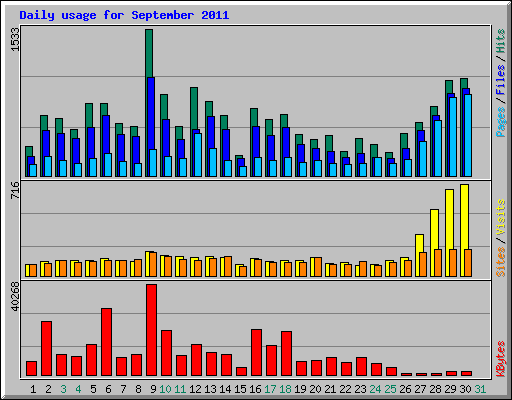 Daily usage for September 2011
1533
Pages / Files / Hits
716
Sites / Visits
40268
KBytes
1 2 3 4 5 6 7 8 9 10 11 12 13 14 15 16 17 18 19 20 21 22 23 24 25 26 27 28 29 30 31